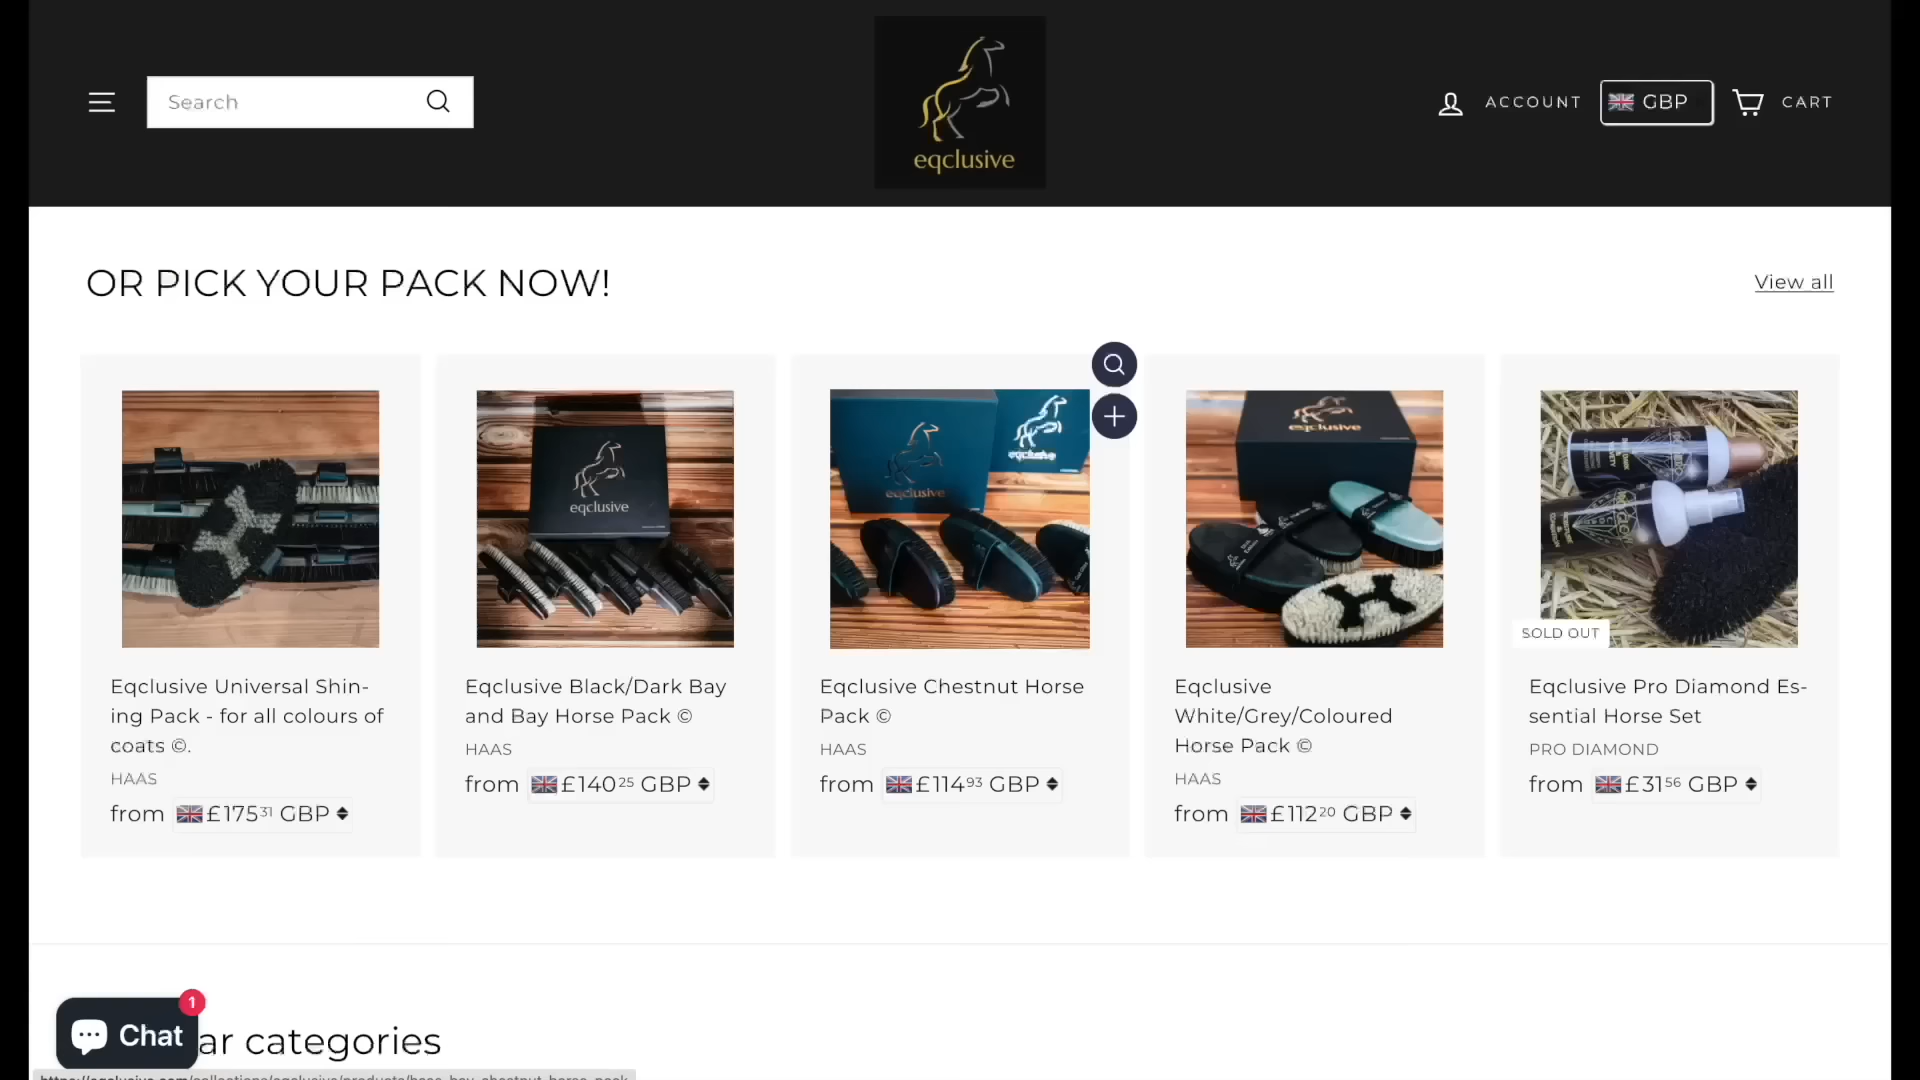 Search
eqclusive
ACCOUNT
GBP
CART
OR PICK YOUR PACK NOW!
View all
eqclusive
eqclusive
eqclusive
eqclusive
SOLD OUT
Eqclusive Universal Shin-
ing Pack - for all colours of
coats ©.
HAAS
from £175 31 GBP
Eqclusive Black/Dark Bay
and Bay Horse Pack ©
HAAS
from £140 25 GBP
Eqclusive Chestnut Horse
Pack ©
HAAS
from £114 93 GBP
Eqclusive
White/Grey/Coloured
Horse Pack ©
HAAS
from £112 20 GBP
Eqclusive Pro Diamond Es-
sential Horse Set
PRO DIAMOND
from £31 56 GBP
1
Chat
ar categories